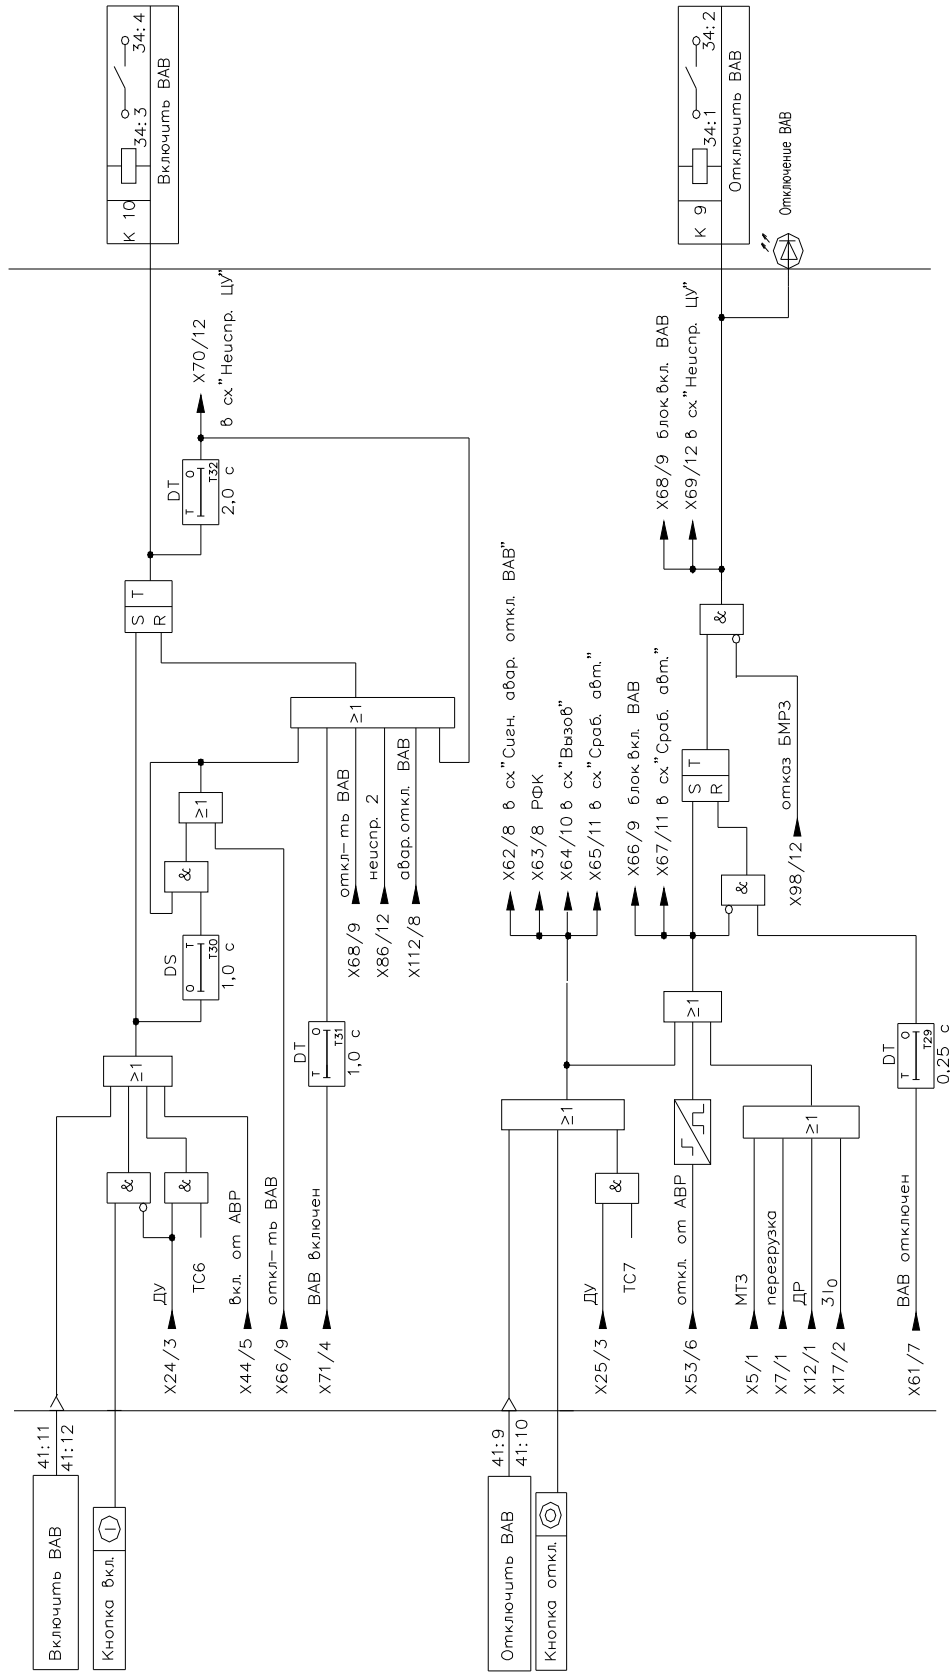 Включить ВАВ
41:11
41:12
Кнопка вкл.
X24/3
ДУ
ТС6
X44/5
вкл. от АВР
X66/9
откл-ть ВАВ
X71/4
ВАВ включен
&
&
≥1
DS
O T
T30
1,0 с
&
≥1
DT
T O
T31
1,0 с
X68/9
откл-ть ВАВ
X86/12
неиспр. 2
X112/8
авар.откл. ВАВ
≥1
S T
R
DT
T O
T32
2,0 с
X70/12
в сх."Неиспр. ЦУ"
К 10
34:3
34:4
Включить ВАВ
Отключить ВАВ
41:9
41:10
Кнопка откл.
X25/3
ДУ
ТС7
X53/6
откл. от АВР
X5/1
МТЗ
X7/1
перегрузка
X12/1
ДР
X17/2
3I0
X61/7
ВАВ отключен
&
≥1
≥1
≥1
DT
T O
T29
0,25 с
X62/8 в сх."Сигн. авар. откл. ВАВ"
X63/8 РФК
X64/10 в сх."Вызов"
X65/11 в сх."Сраб. авт."
X66/9 блок.вкл. ВАВ
X67/11 в сх."Сраб. авт."
&
S T
R
X98/12
отказ БМРЗ
&
X68/9 блок.вкл. ВАВ
X69/12 в сх."Неиспр. ЦУ"
К 9
34:1
34:2
Отключить ВАВ
Отключение ВАВ